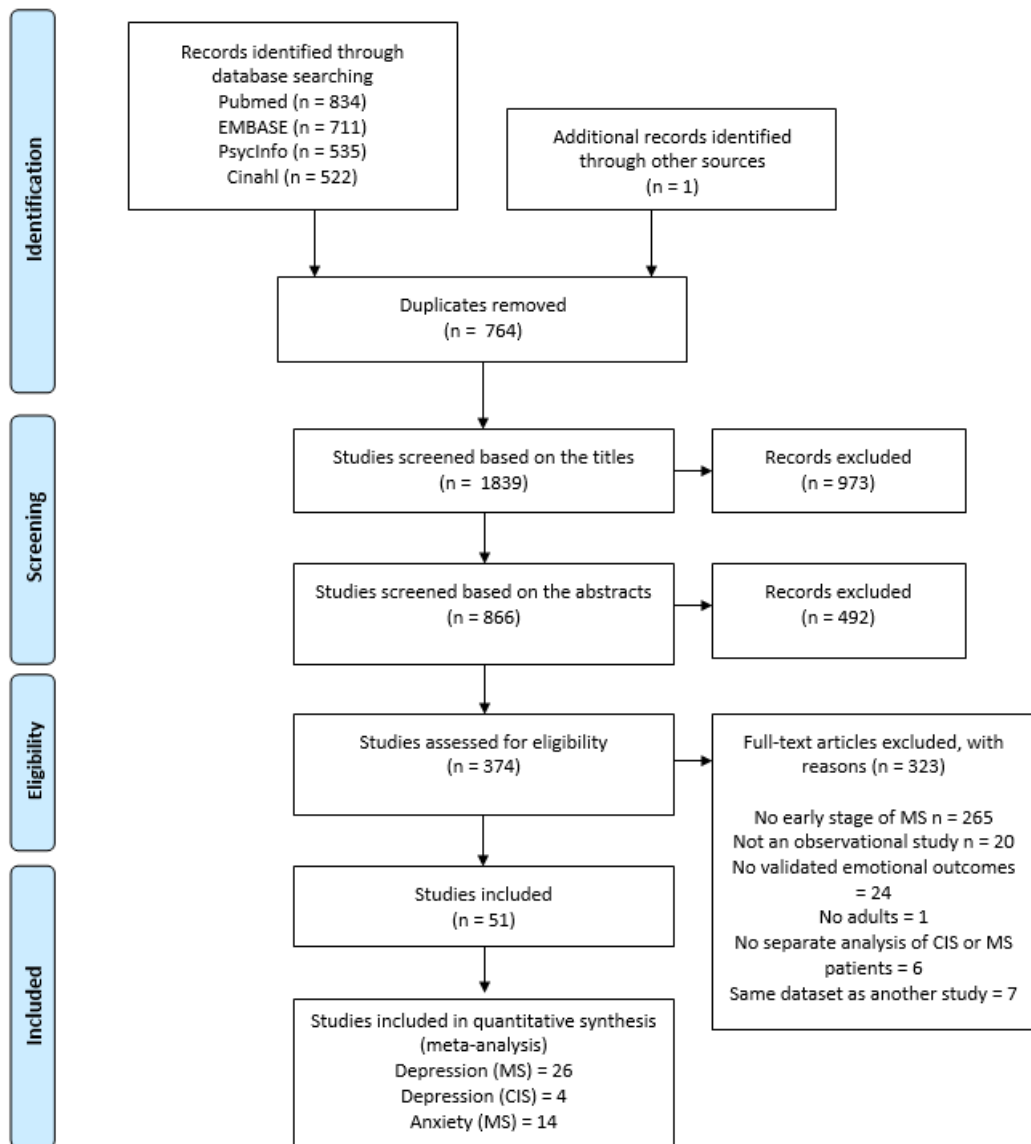 Identification
Records identified through
database searching
Pubmed (n = 834)
EMBASE (n = 711)
PsycInfo (n = 535)
Cinahl (n = 522)
Additional records identified
through other sources
(n = 1)
Duplicates removed
(n = 764)
Screening
Studies screened based on the titles
(n = 1839)
Records excluded
(n = 973)
Studies screened based on the abstracts
(n = 866)
Records excluded
(n = 492)
Eligibility
Studies assessed for eligibility
(n = 374)
Full-text articles excluded, with
reasons (n = 323)
No early stage of MS n = 265
Not an observational study n = 20
No validated emotional outcomes
= 24
No adults = 1
No separate analysis of CIS or MS
patients = 6
Same dataset as another study = 7
Included
Studies included
(n = 51)
Studies included in quantitative synthesis
(meta-analysis)
Depression (MS) = 26
Depression (CIS) = 4
Anxiety (MS) = 14